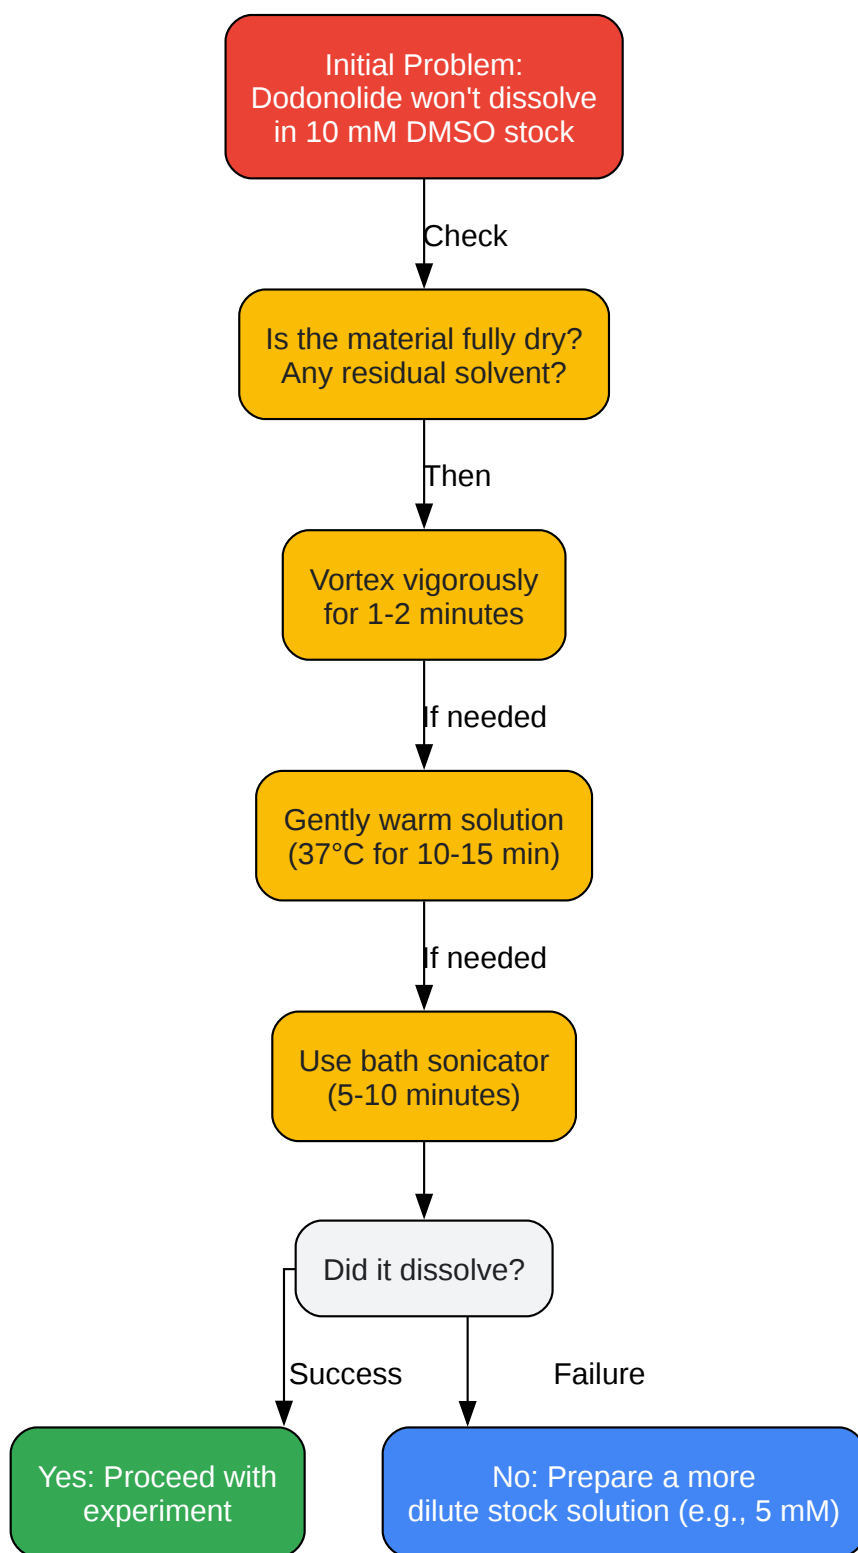 Initial Problem:
Dodonolide won't dissolve
in 10 mM DMSO stock
Check
Is the material fully dry?
Any residual solvent?
Then
Vortex vigorously
for 1-2 minutes
If needed
Gently warm solution
(37°C for 10-15 min)
If needed
Use bath sonicator
(5-10 minutes)
Did it dissolve?
Success
Failure
Yes: Proceed with
experiment
No: Prepare a more
dilute stock solution (e.g., 5 mM)